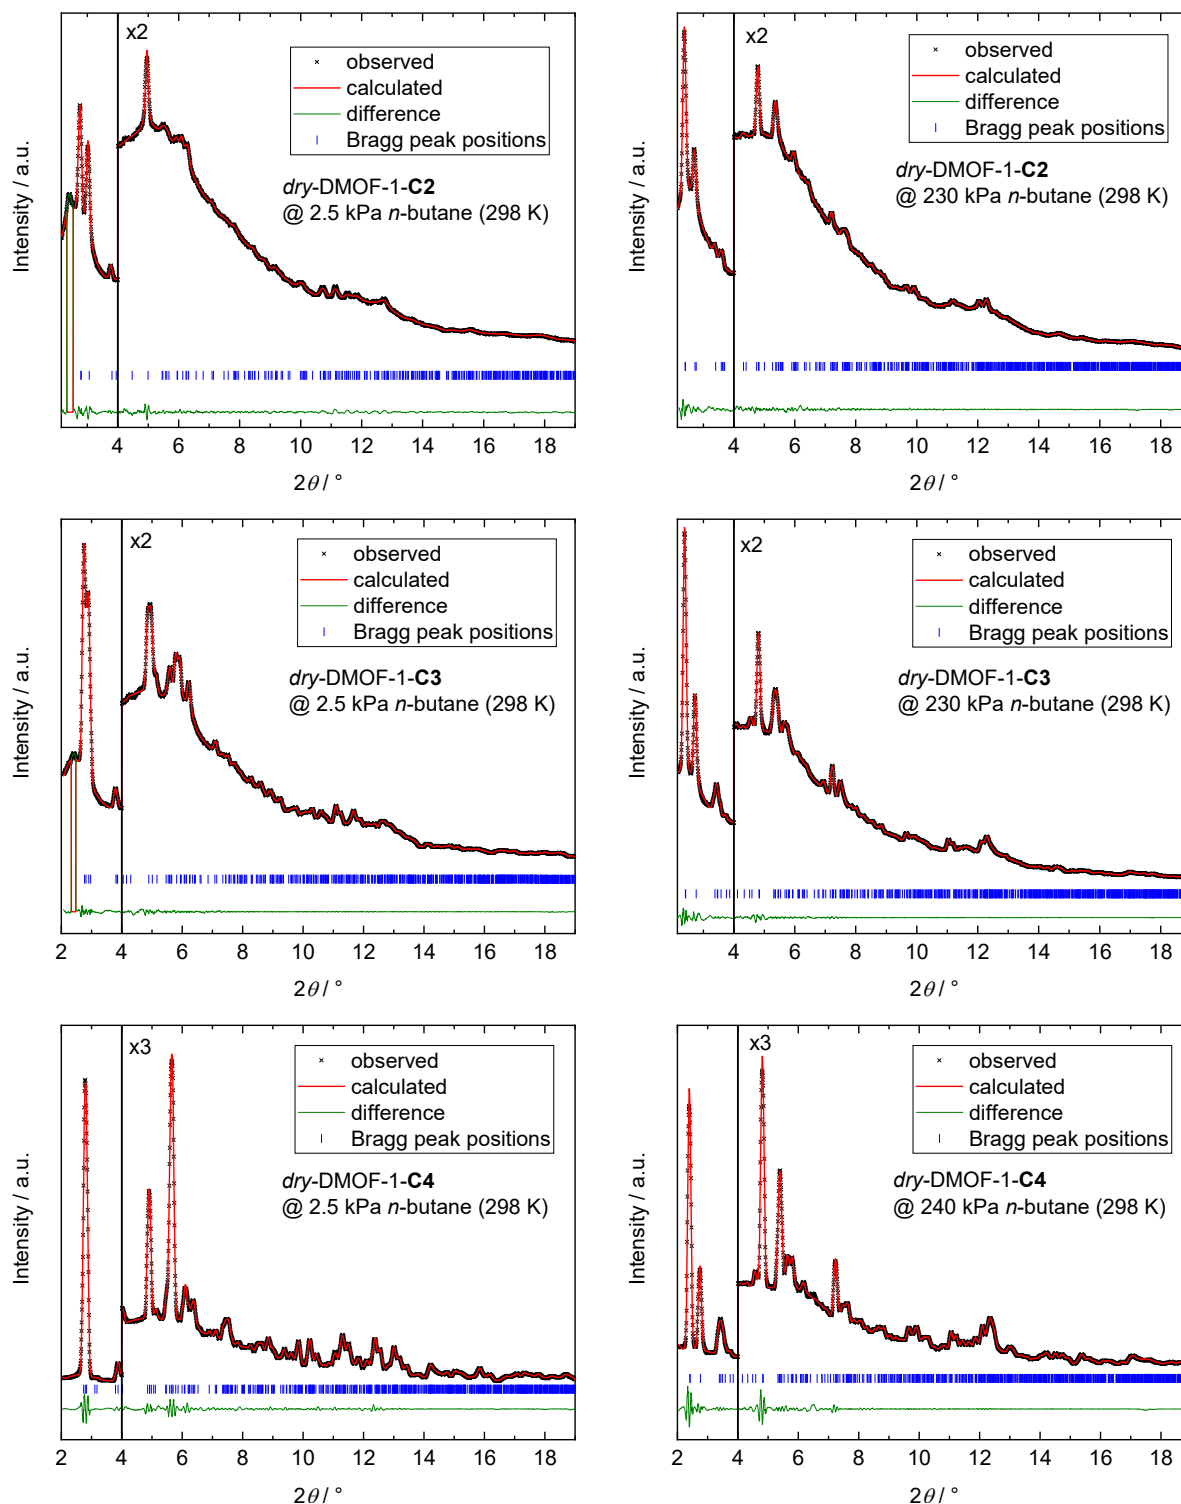 x2
observed
calculated
difference
Bragg peak positions
dry-DMOF-1-C2
@ 2.5 kPa n-butane (298 K)
Intensity / a.u.
4 6 8 10 12 14 16 18
2θ / °
x2
observed
calculated
difference
Bragg peak positions
dry-DMOF-1-C2
@ 230 kPa n-butane (298 K)
Intensity / a.u.
4 6 8 10 12 14 16 18
2θ / °
x2
observed
calculated
difference
Bragg peak positions
dry-DMOF-1-C3
@ 2.5 kPa n-butane (298 K)
Intensity / a.u.
2 4 6 8 10 12 14 16 18
2θ / °
x2
observed
calculated
difference
Bragg peak positions
dry-DMOF-1-C3
@ 230 kPa n-butane (298 K)
Intensity / a.u.
4 6 8 10 12 14 16 18
2θ / °
x3
observed
calculated
difference
Bragg peak positions
dry-DMOF-1-C4
@ 2.5 kPa n-butane (298 K)
Intensity / a.u.
2 4 6 8 10 12 14 16 18
2θ / °
x3
observed
calculated
difference
Bragg peak positions
dry-DMOF-1-C4
@ 240 kPa n-butane (298 K)
Intensity / a.u.
2 4 6 8 10 12 14 16 18
2θ / °